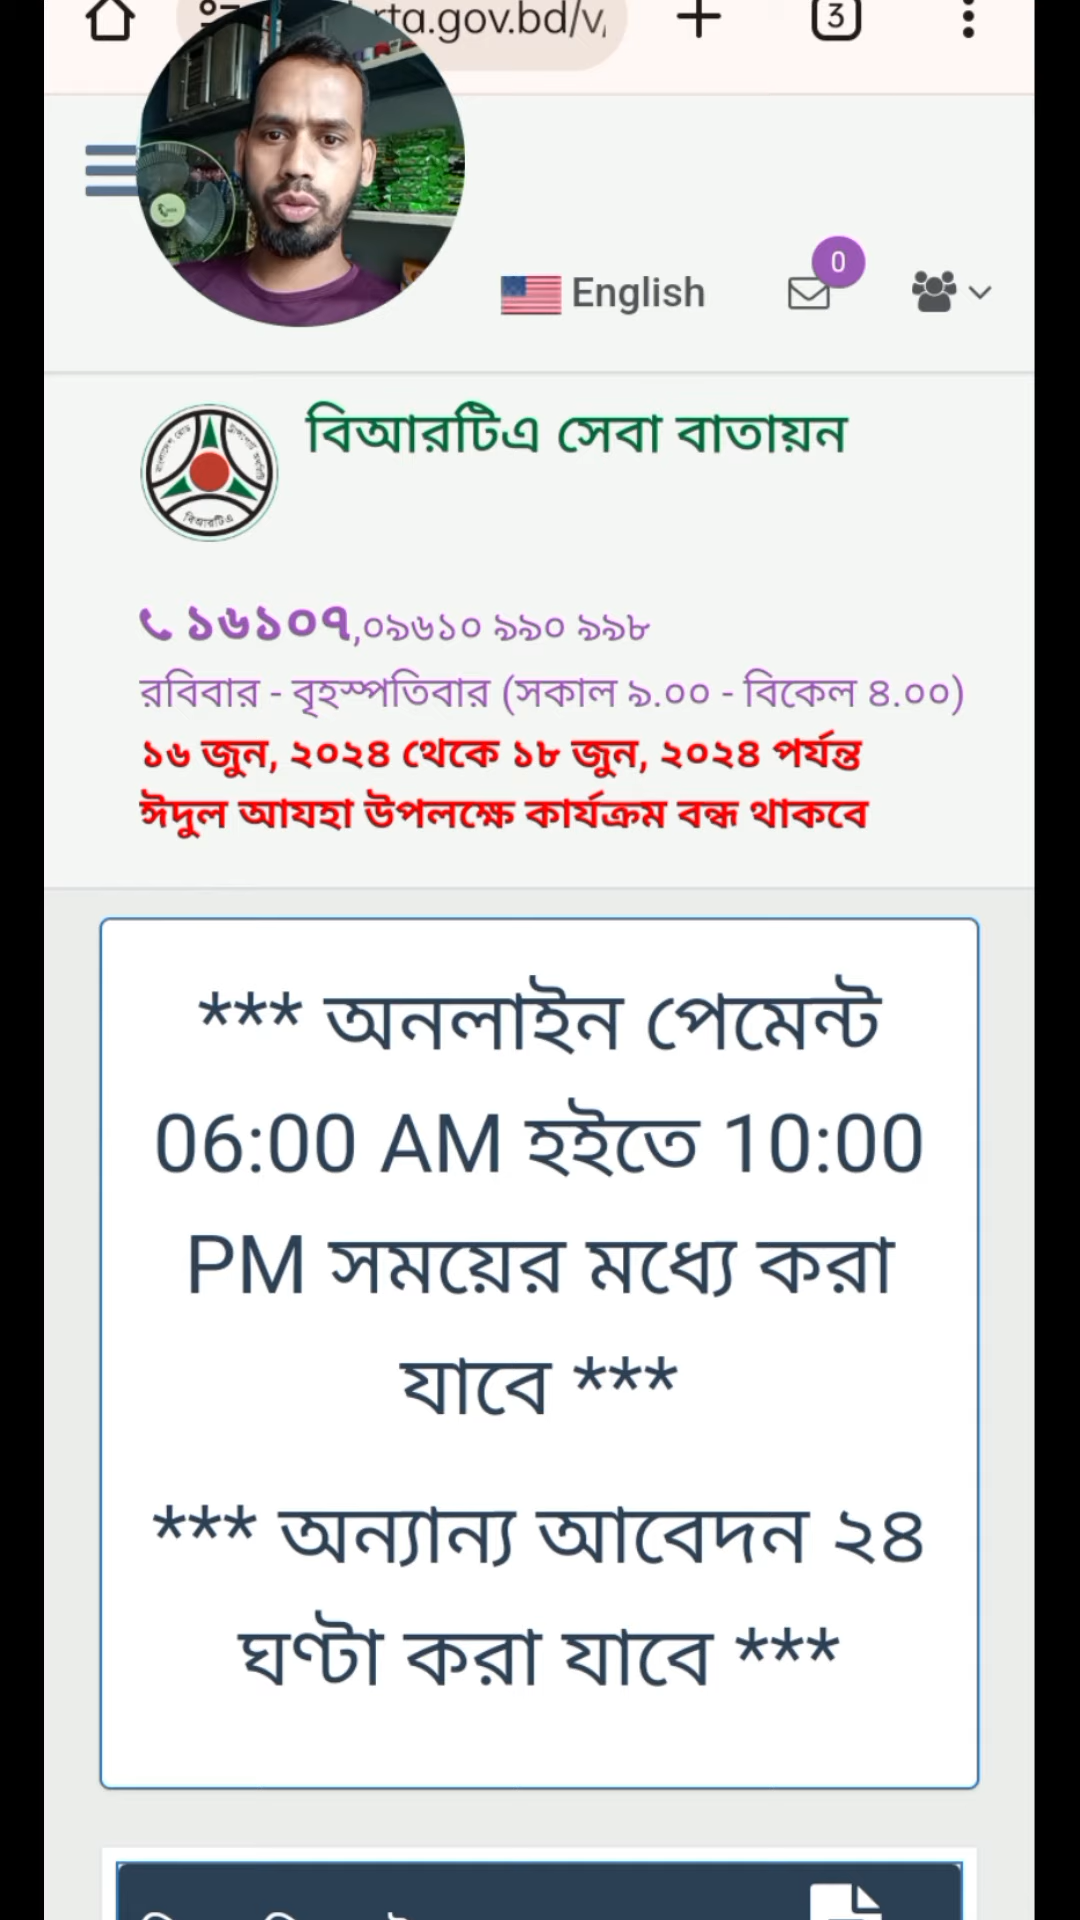 rta.gov.bd/v
3
0
English
বিআরটিএ সেবা বাতায়ন
বিআরটিএ
১৬১০৭,০৯৬১০ ৯৯০ ৯৯৮
রবিবার - বৃহস্পতিবার (সকাল ৯.০০ - বিকেল ৪.০০)
১৬ জুন, ২০২৪ থেকে ১৮ জুন, ২০২৪ পর্যন্ত
ঈদুল আযহা উপলক্ষে কার্যক্রম বন্ধ থাকবে
*** অনলাইন পেমেন্ট
06:00 AM হইতে 10:00
PM সময়ের মধ্যে করা
যাবে ***
*** অন্যান্য আবেদন ২৪
ঘণ্টা করা যাবে ***